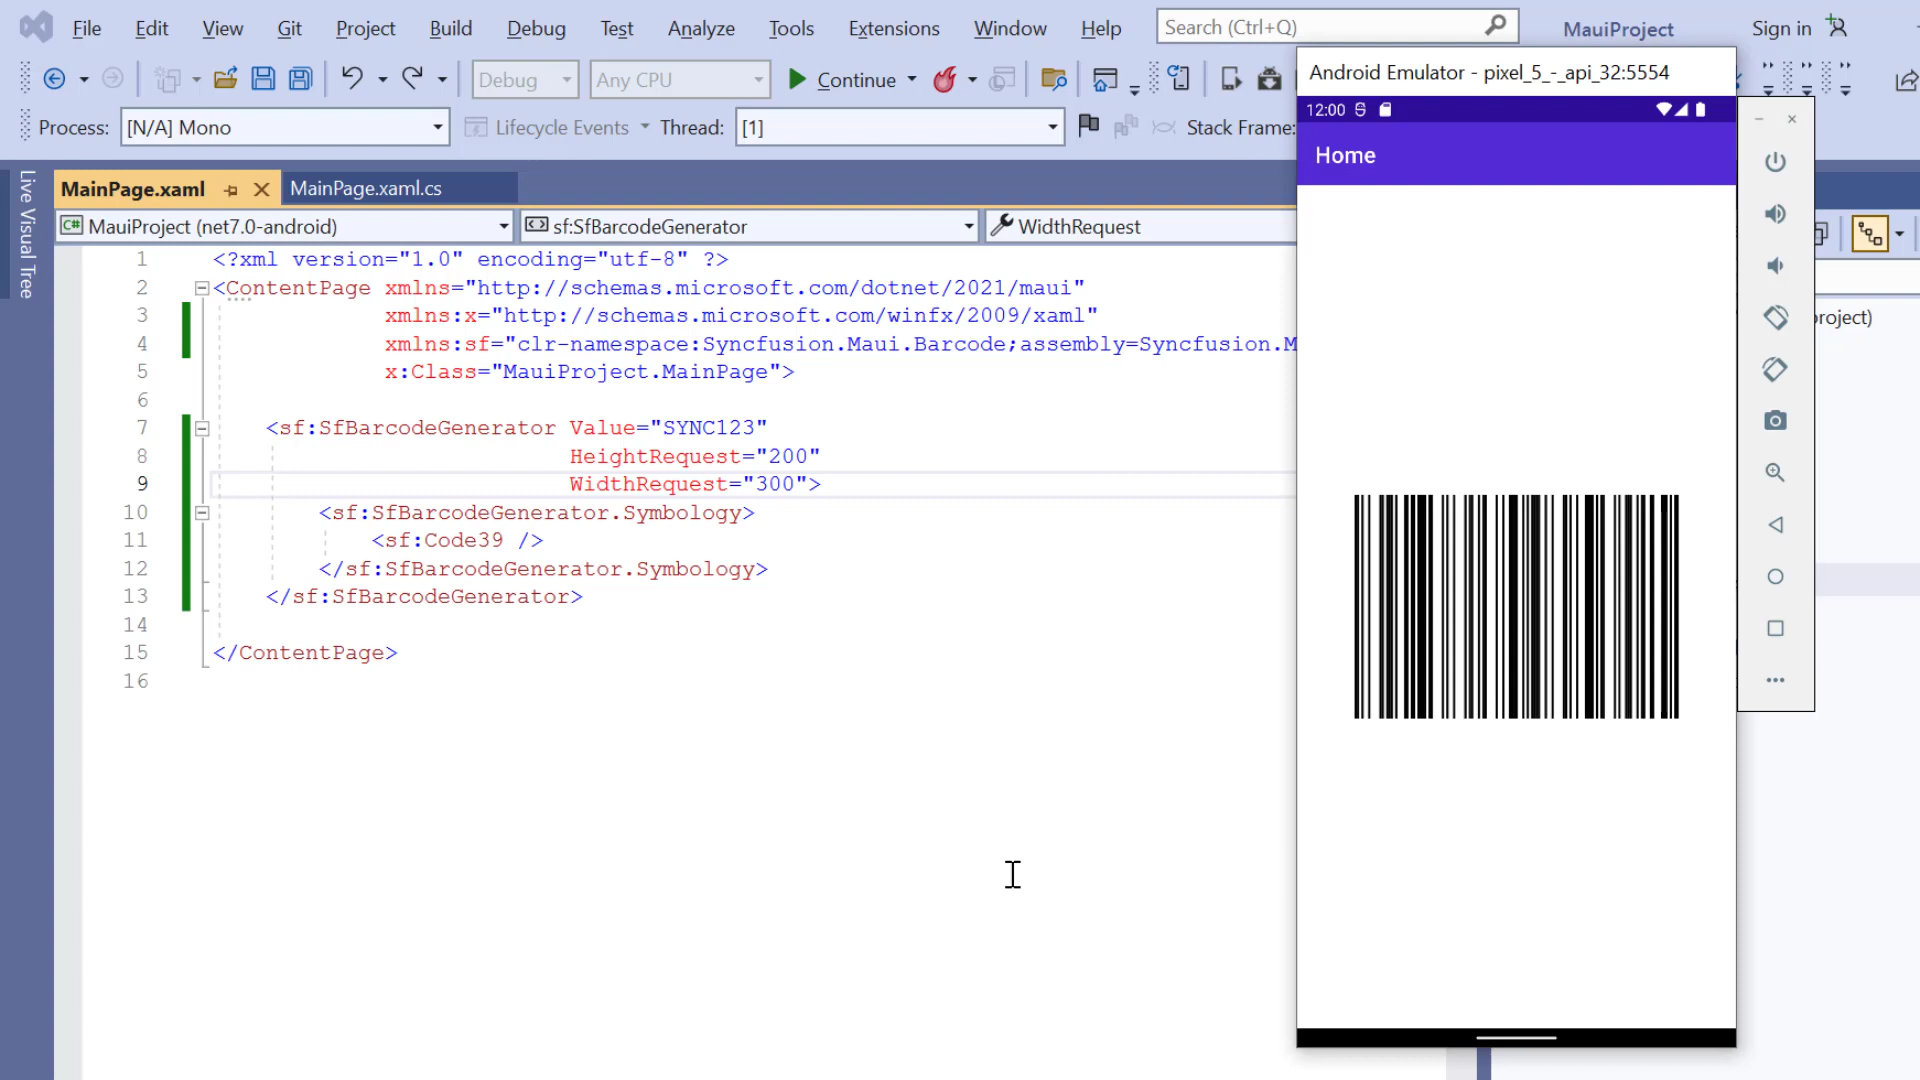 File Edit View Git Project Build Debug Test Analyze Tools Extensions Window Help Search (Ctrl+Q) MauiProject Sign in
Debug Any CPU Continue
Process: [N/A] Mono Lifecycle Events Thread: [1] Stack Frame:
Live Visual Tree
MainPage.xaml MainPage.xaml.cs
C# MauiProject (net7.0-android) sf:SfBarcodeGenerator WidthRequest
1 <?xml version="1.0" encoding="utf-8" ?>
2 <ContentPage xmlns="http://schemas.microsoft.com/dotnet/2021/maui"
3 xmlns:x="http://schemas.microsoft.com/winfx/2009/xaml"
4 xmlns:sf="clr-namespace:Syncfusion.Maui.Barcode;assembly=Syncfusion.M
5 x:Class="MauiProject.MainPage">
6
7 <sf:SfBarcodeGenerator Value="SYNC123"
8 HeightRequest="200"
9 WidthRequest="300">
10 <sf:SfBarcodeGenerator.Symbology>
11 <sf:Code39 />
12 </sf:SfBarcodeGenerator.Symbology>
13 </sf:SfBarcodeGenerator>
14
15 </ContentPage>
16
Android Emulator - pixel_5_-_api_32:5554
12:00
Home
roject)